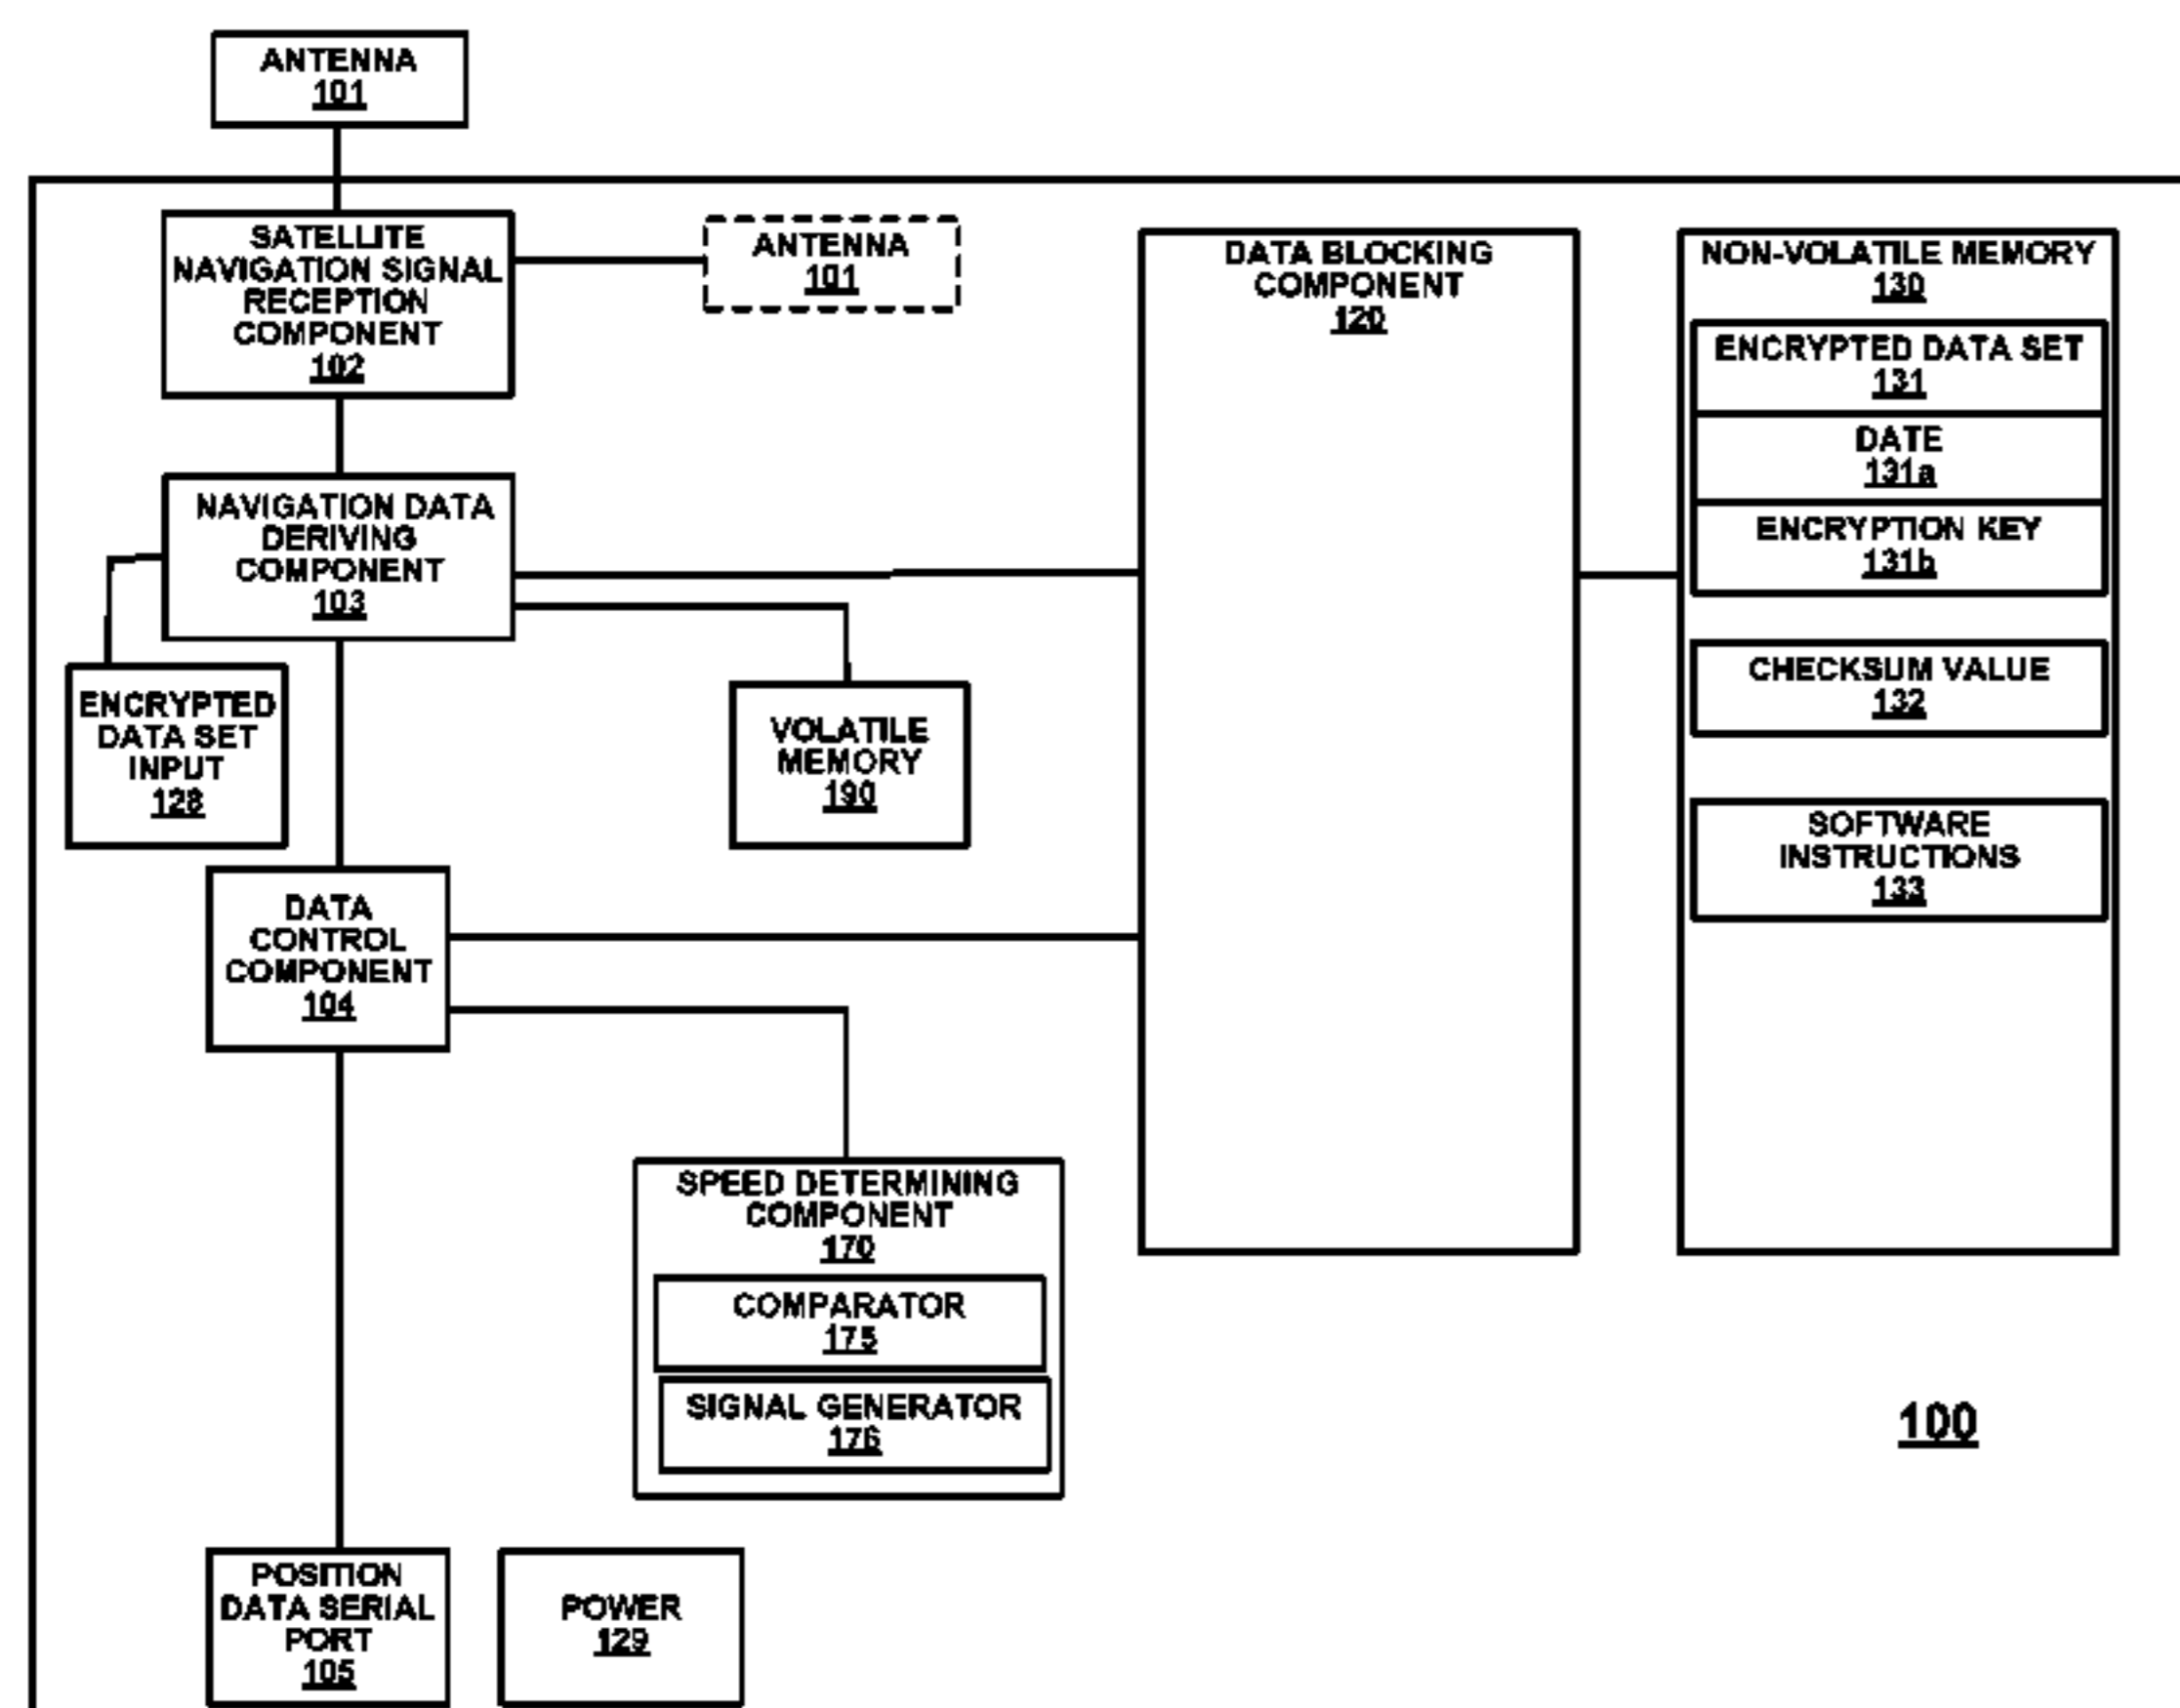 ANTENNA
101
SATELLITE
NAVIGATION SIGNAL
RECEPTION
COMPONENT
102
ANTENNA
101
NAVIGATION DATA
DERIVING
COMPONENT
103
ENCRYPTED
DATA SET
INPUT
128
VOLATILE
MEMORY
190
DATA
CONTROL
COMPONENT
104
SPEED DETERMINING
COMPONENT
170
COMPARATOR
175
SIGNAL GENERATOR
176
POSITION
DATA SERIAL
PORT
105
POWER
129
DATA BLOCKING
COMPONENT
120
NON-VOLATILE MEMORY
130
ENCRYPTED DATA SET
131
DATE
131a
ENCRYPTION KEY
131b
CHECKSUM VALUE
132
SOFTWARE
INSTRUCTIONS
133
100